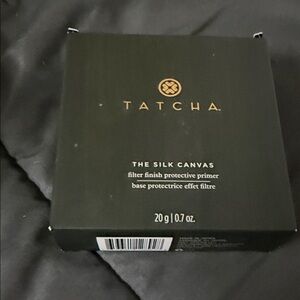 TATCHA
THE SILK CANVAS
filter finish protective primer
base protectrice effet filtre
20 g | 0.7 oz.